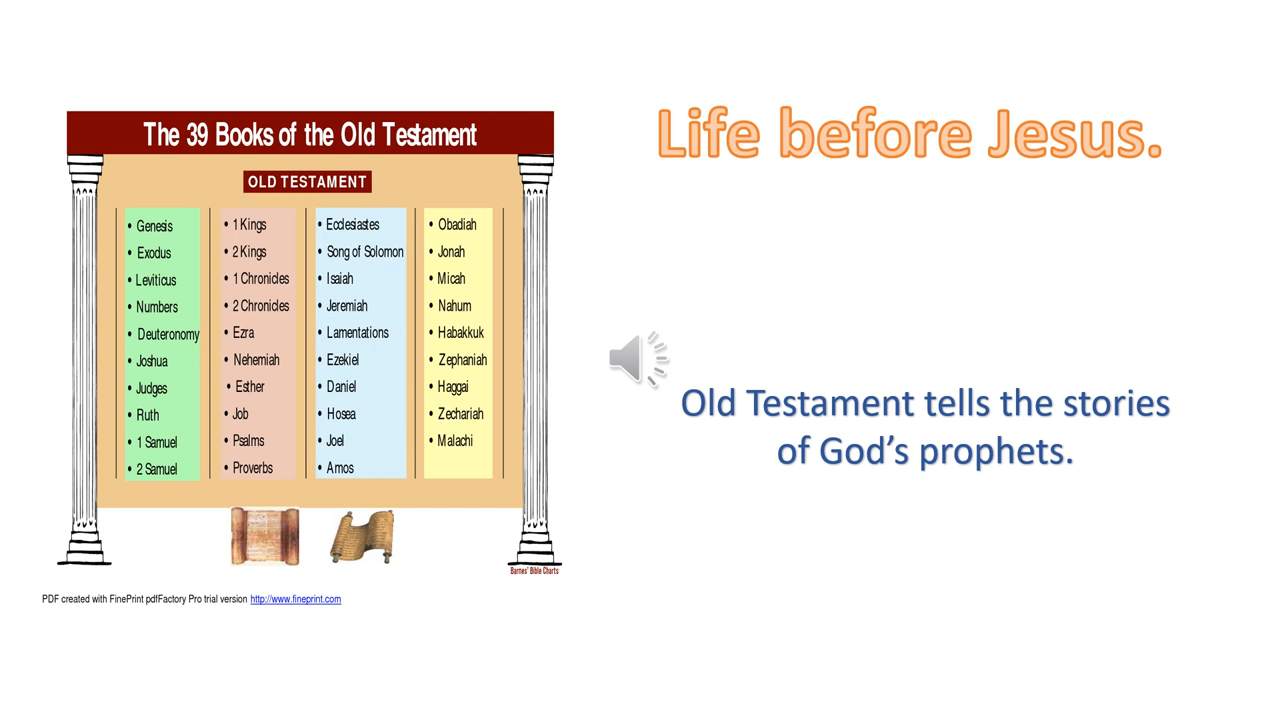 The 39 Books of the Old Testament
OLD TESTAMENT
• Genesis
• Exodus
• Leviticus
• Numbers
• Deuteronomy
• Joshua
• Judges
• Ruth
• 1 Samuel
• 2 Samuel
• 1 Kings
• 2 Kings
• 1 Chronicles
• 2 Chronicles
• Ezra
• Nehemiah
• Esther
• Job
• Psalms
• Proverbs
• Ecclesiastes
• Song of Solomon
• Isaiah
• Jeremiah
• Lamentations
• Ezekiel
• Daniel
• Hosea
• Joel
• Amos
• Obadiah
• Jonah
• Micah
• Nahum
• Habakkuk
• Zephaniah
• Haggai
• Zechariah
• Malachi
Barnes' Bible Charts
PDF created with FinePrint pdfFactory Pro trial version http://www.fineprint.com
Life before Jesus.
Old Testament tells the stories
of God’s prophets.